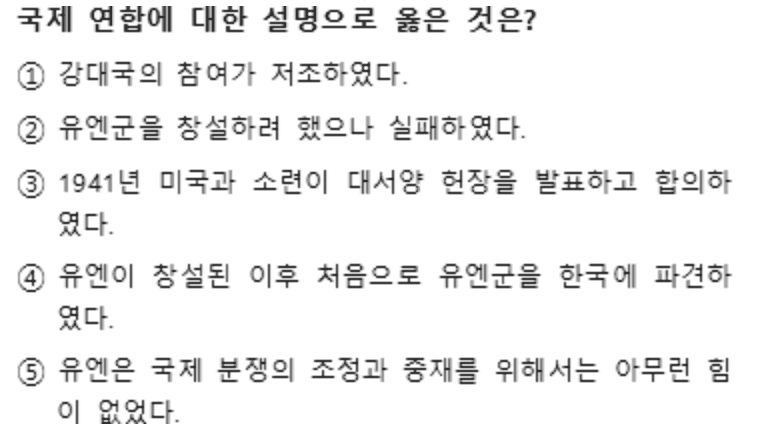 국제 연합에 대한 설명으로 옳은 것은?
① 강대국의 참여가 저조하였다.
② 유엔군을 창설하려 했으나 실패하였다.
③ 1941년 미국과 소련이 대서양 헌장을 발표하고 합의하
였다.
④ 유엔이 창설된 이후 처음으로 유엔군을 한국에 파견하
였다.
⑤ 유엔은 국제 분쟁의 조정과 중재를 위해서는 아무런 힘
이 없었다.